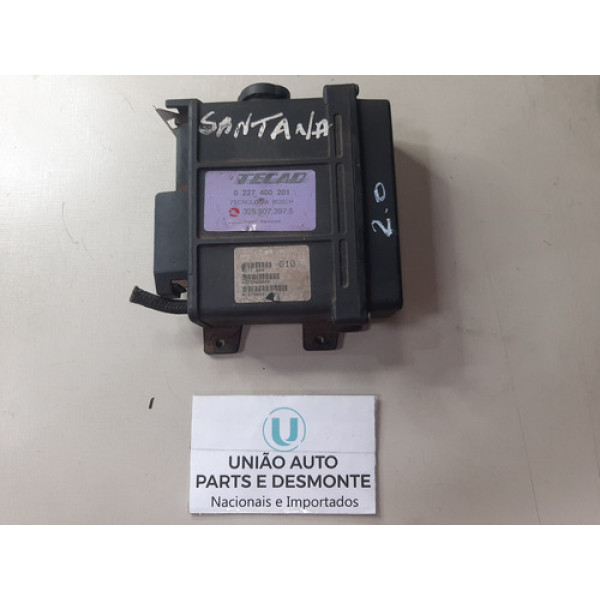 SANTANA
TECAD
0 227 400 201
TECNOLOGIA BOSCH
325.907.397.5
2.0
-010
U
UNIÃO AUTO
PARTS E DESMONTE
Nacionais e Importados